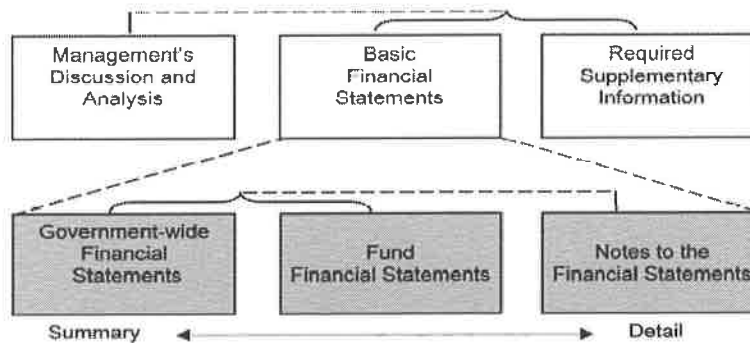 Management's
Discussion and
Analysis
Basic
Financial
Statements
Required
Supplementary
Information
Government-wide
Financial
Statements
Fund
Financial Statements
Notes to the
Financial Statements
Summary
Detail